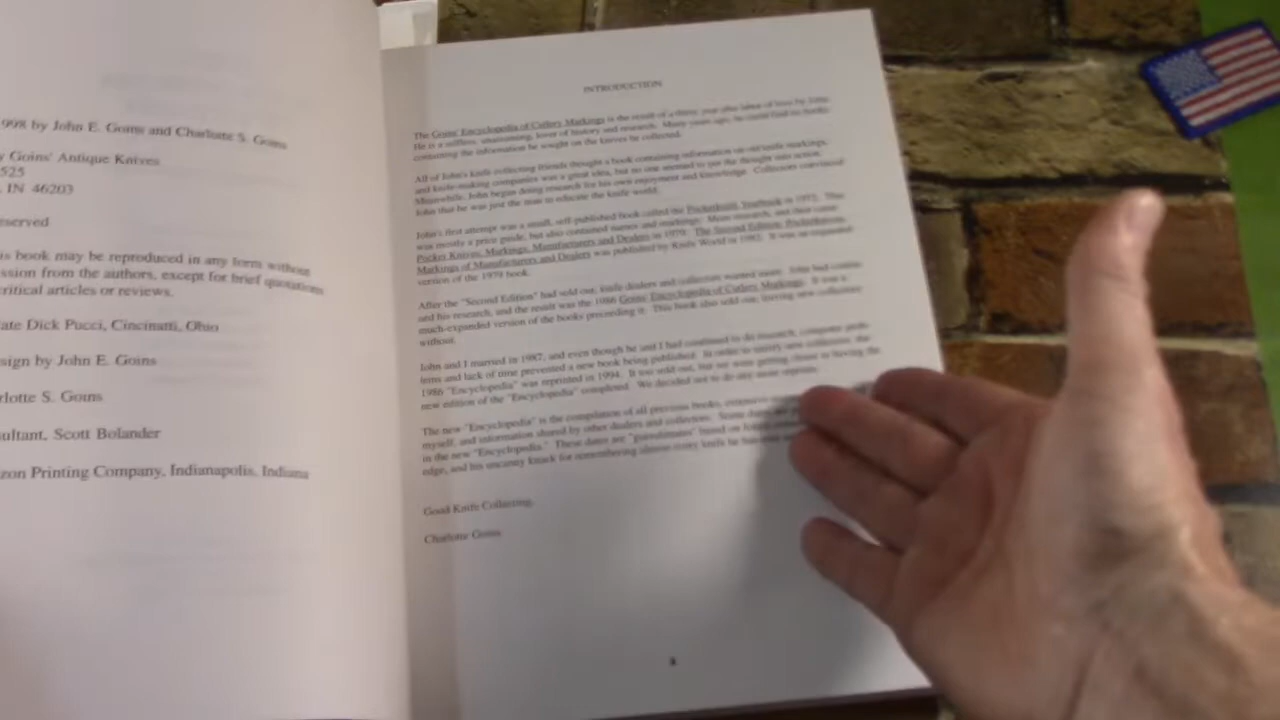 998 by John E. Goins and Charlotte S. Goins
y Goins' Antique Knives
525
, IN 46203
eserved
is book may be reproduced in any form without
ssion from the authors, except for brief quotations
critical articles or reviews.
ate Dick Pucci, Cincinatti, Ohio
sign by John E. Goins
rlotte S. Goins
sultant, Scott Bolander
zon Printing Company, Indianapolis, Indiana
INTRODUCTION
The Goins' Encyclopedia of Cutlery Markings is the result of a thirty year plus labor of love by John.
He is a selfless, unassuming, lover of history and research. Many years ago, he could find no books
containing the information he sought on the knives he collected.
All of John's knife collecting friends thought a book containing information on old knife markings,
and knife-making companies was a great idea, but no one seemed to put the thought into action.
Meanwhile, John began doing research for his own enjoyment and knowledge. Collectors convinced
John that he was just the man to educate the knife world.
John's first attempt was a small, self-published book called the Pocketknife Yearbook in 1972. This
was mostly a price guide, but also contained names and markings. More research, and then came
Pocket Knives: Markings, Manufacturers and Dealers in 1979. The Second Edition: Pocketknives,
Markings of Manufacturers and Dealers was published by Knife World in 1982. It was an expanded
version of the 1979 book.
After the "Second Edition" had sold out, knife dealers and collectors wanted more. John had contin-
ued his research, and the result was the 1986 Goins' Encyclopedia of Cutlery Markings. It was a
much-expanded version of the books preceeding it. This book also sold out, leaving new collectors
without.
John and I married in 1987, and even though he and I had continued to do research, computer prob-
lems and lack of time prevented a new book being published. In order to satisfy new collectors, the
1986 "Encyclopedia" was reprinted in 1994. It too sold out, but we were getting closer to having the
new edition of the "Encyclopedia" completed. We decided not to do any more reprints.
The new "Encyclopedia" is the compilation of all previous books, extensive
myself, and information shared by other dealers and collectors. Some dates are
in the new "Encyclopedia." These dates are "guesstimates" based on
edge, and his uncanny knack for remembering almost every knife he has
Good Knife Collecting,
Charlotte Goins